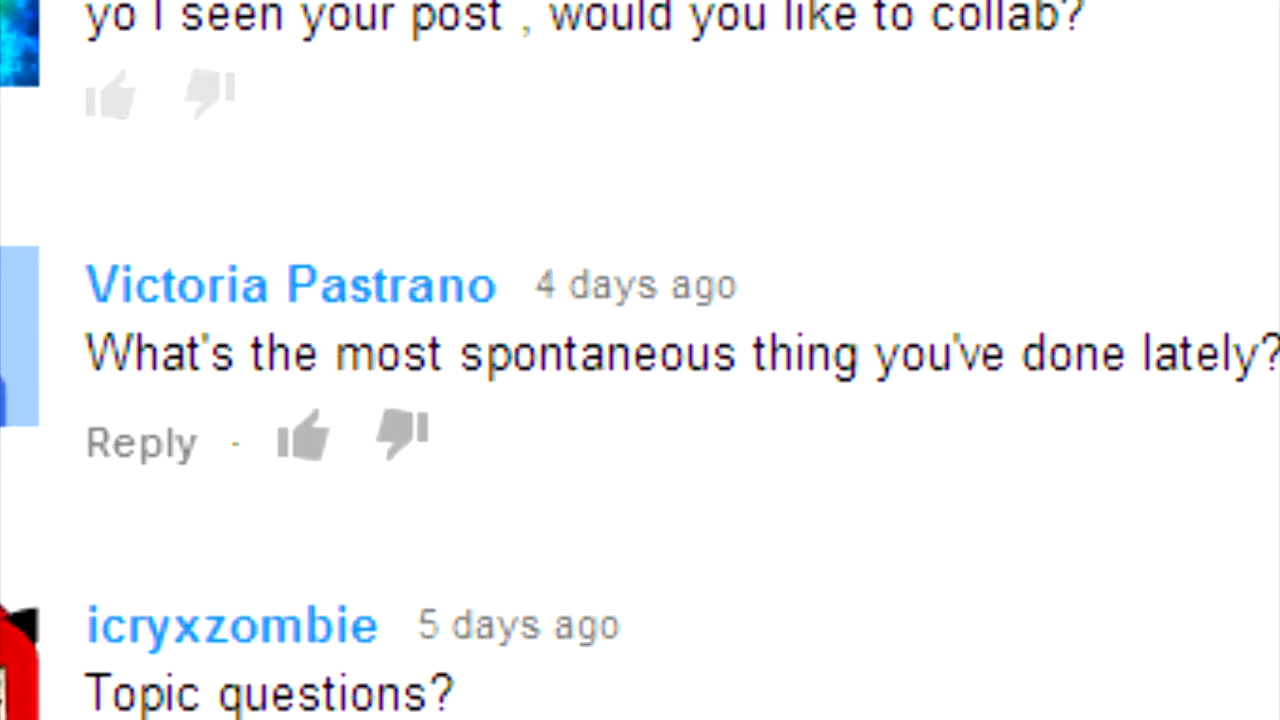 yo I seen your post , would you like to collab?
Victoria Pastrano 4 days ago
What's the most spontaneous thing you've done lately?
Reply ·
icryxzombie 5 days ago
Topic questions?